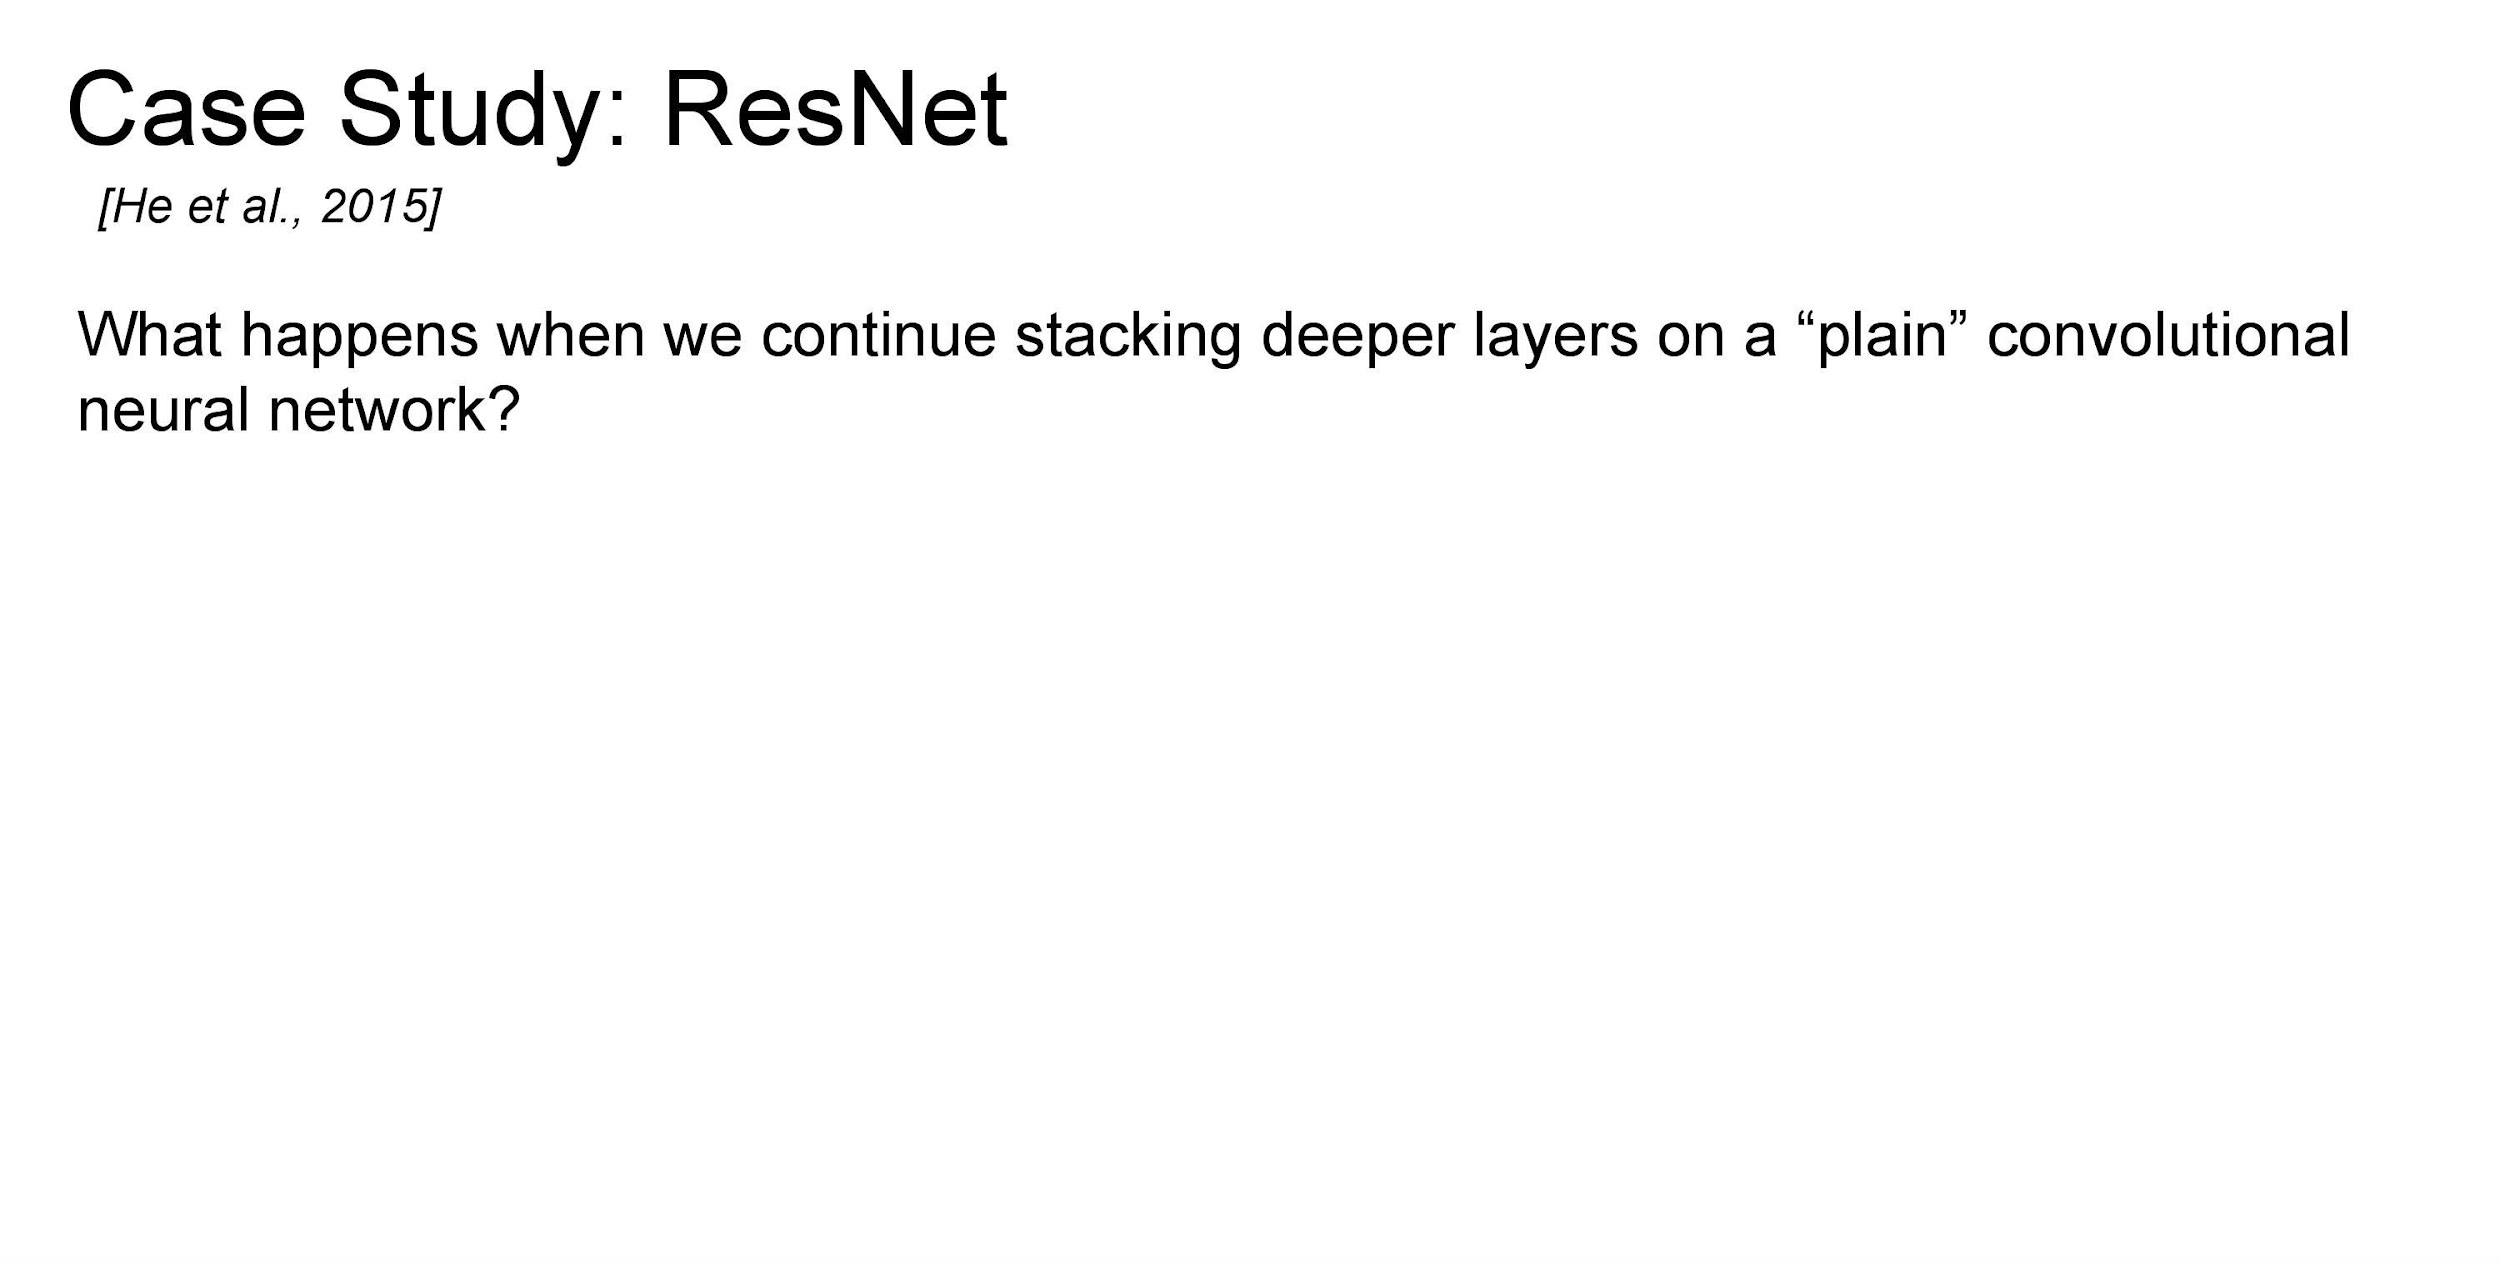 Case Study: ResNet
[He et al., 2015]
What happens when we continue stacking deeper layers on a “plain” convolutional
neural network?